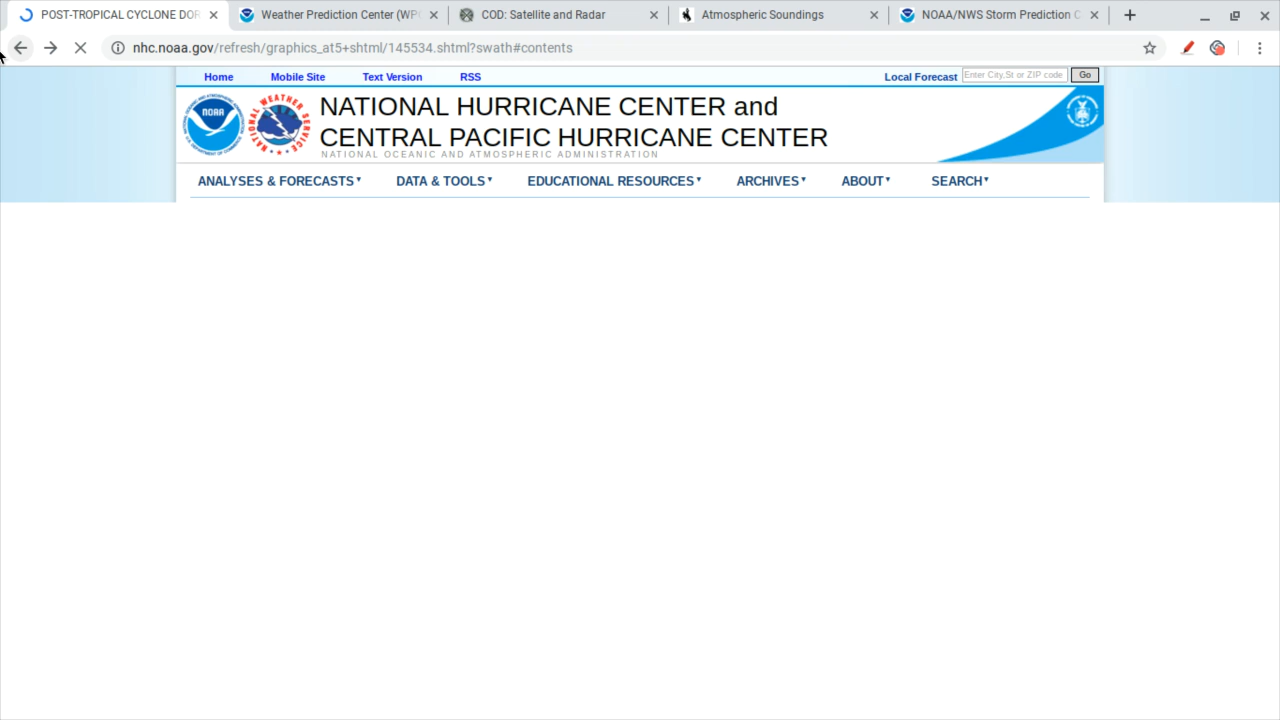 POST-TROPICAL CYCLONE DOR
Weather Prediction Center (WPC
COD: Satellite and Radar
Atmospheric Soundings
NOAA/NWS Storm Prediction C
nhc.noaa.gov/refresh/graphics_at5+shtml/145534.shtml?swath#contents
Home Mobile Site Text Version RSS Local Forecast Enter City,St or ZIP code Go
NOAA
NATIONAL HURRICANE CENTER and
CENTRAL PACIFIC HURRICANE CENTER
NATIONAL OCEANIC AND ATMOSPHERIC ADMINISTRATION
ANALYSES & FORECASTS▼ DATA & TOOLS▼ EDUCATIONAL RESOURCES▼ ARCHIVES▼ ABOUT▼ SEARCH▼